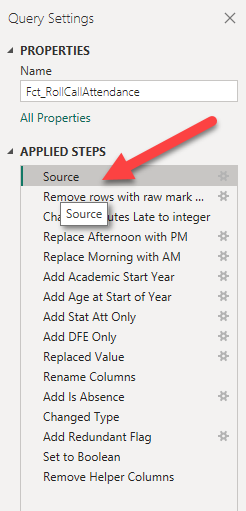 Query Settings
PROPERTIES
Name
Fct_RollCallAttendance
All Properties
APPLIED STEPS
Source
Remove rows with raw mark ...
Source
utes Late to integer
Replace Afternoon with PM
Replace Morning with AM
Add Academic Start Year
Add Age at Start of Year
Add Stat Att Only
Add DFE Only
Replaced Value
Rename Columns
Add Is Absence
Changed Type
Add Redundant Flag
Set to Boolean
Remove Helper Columns